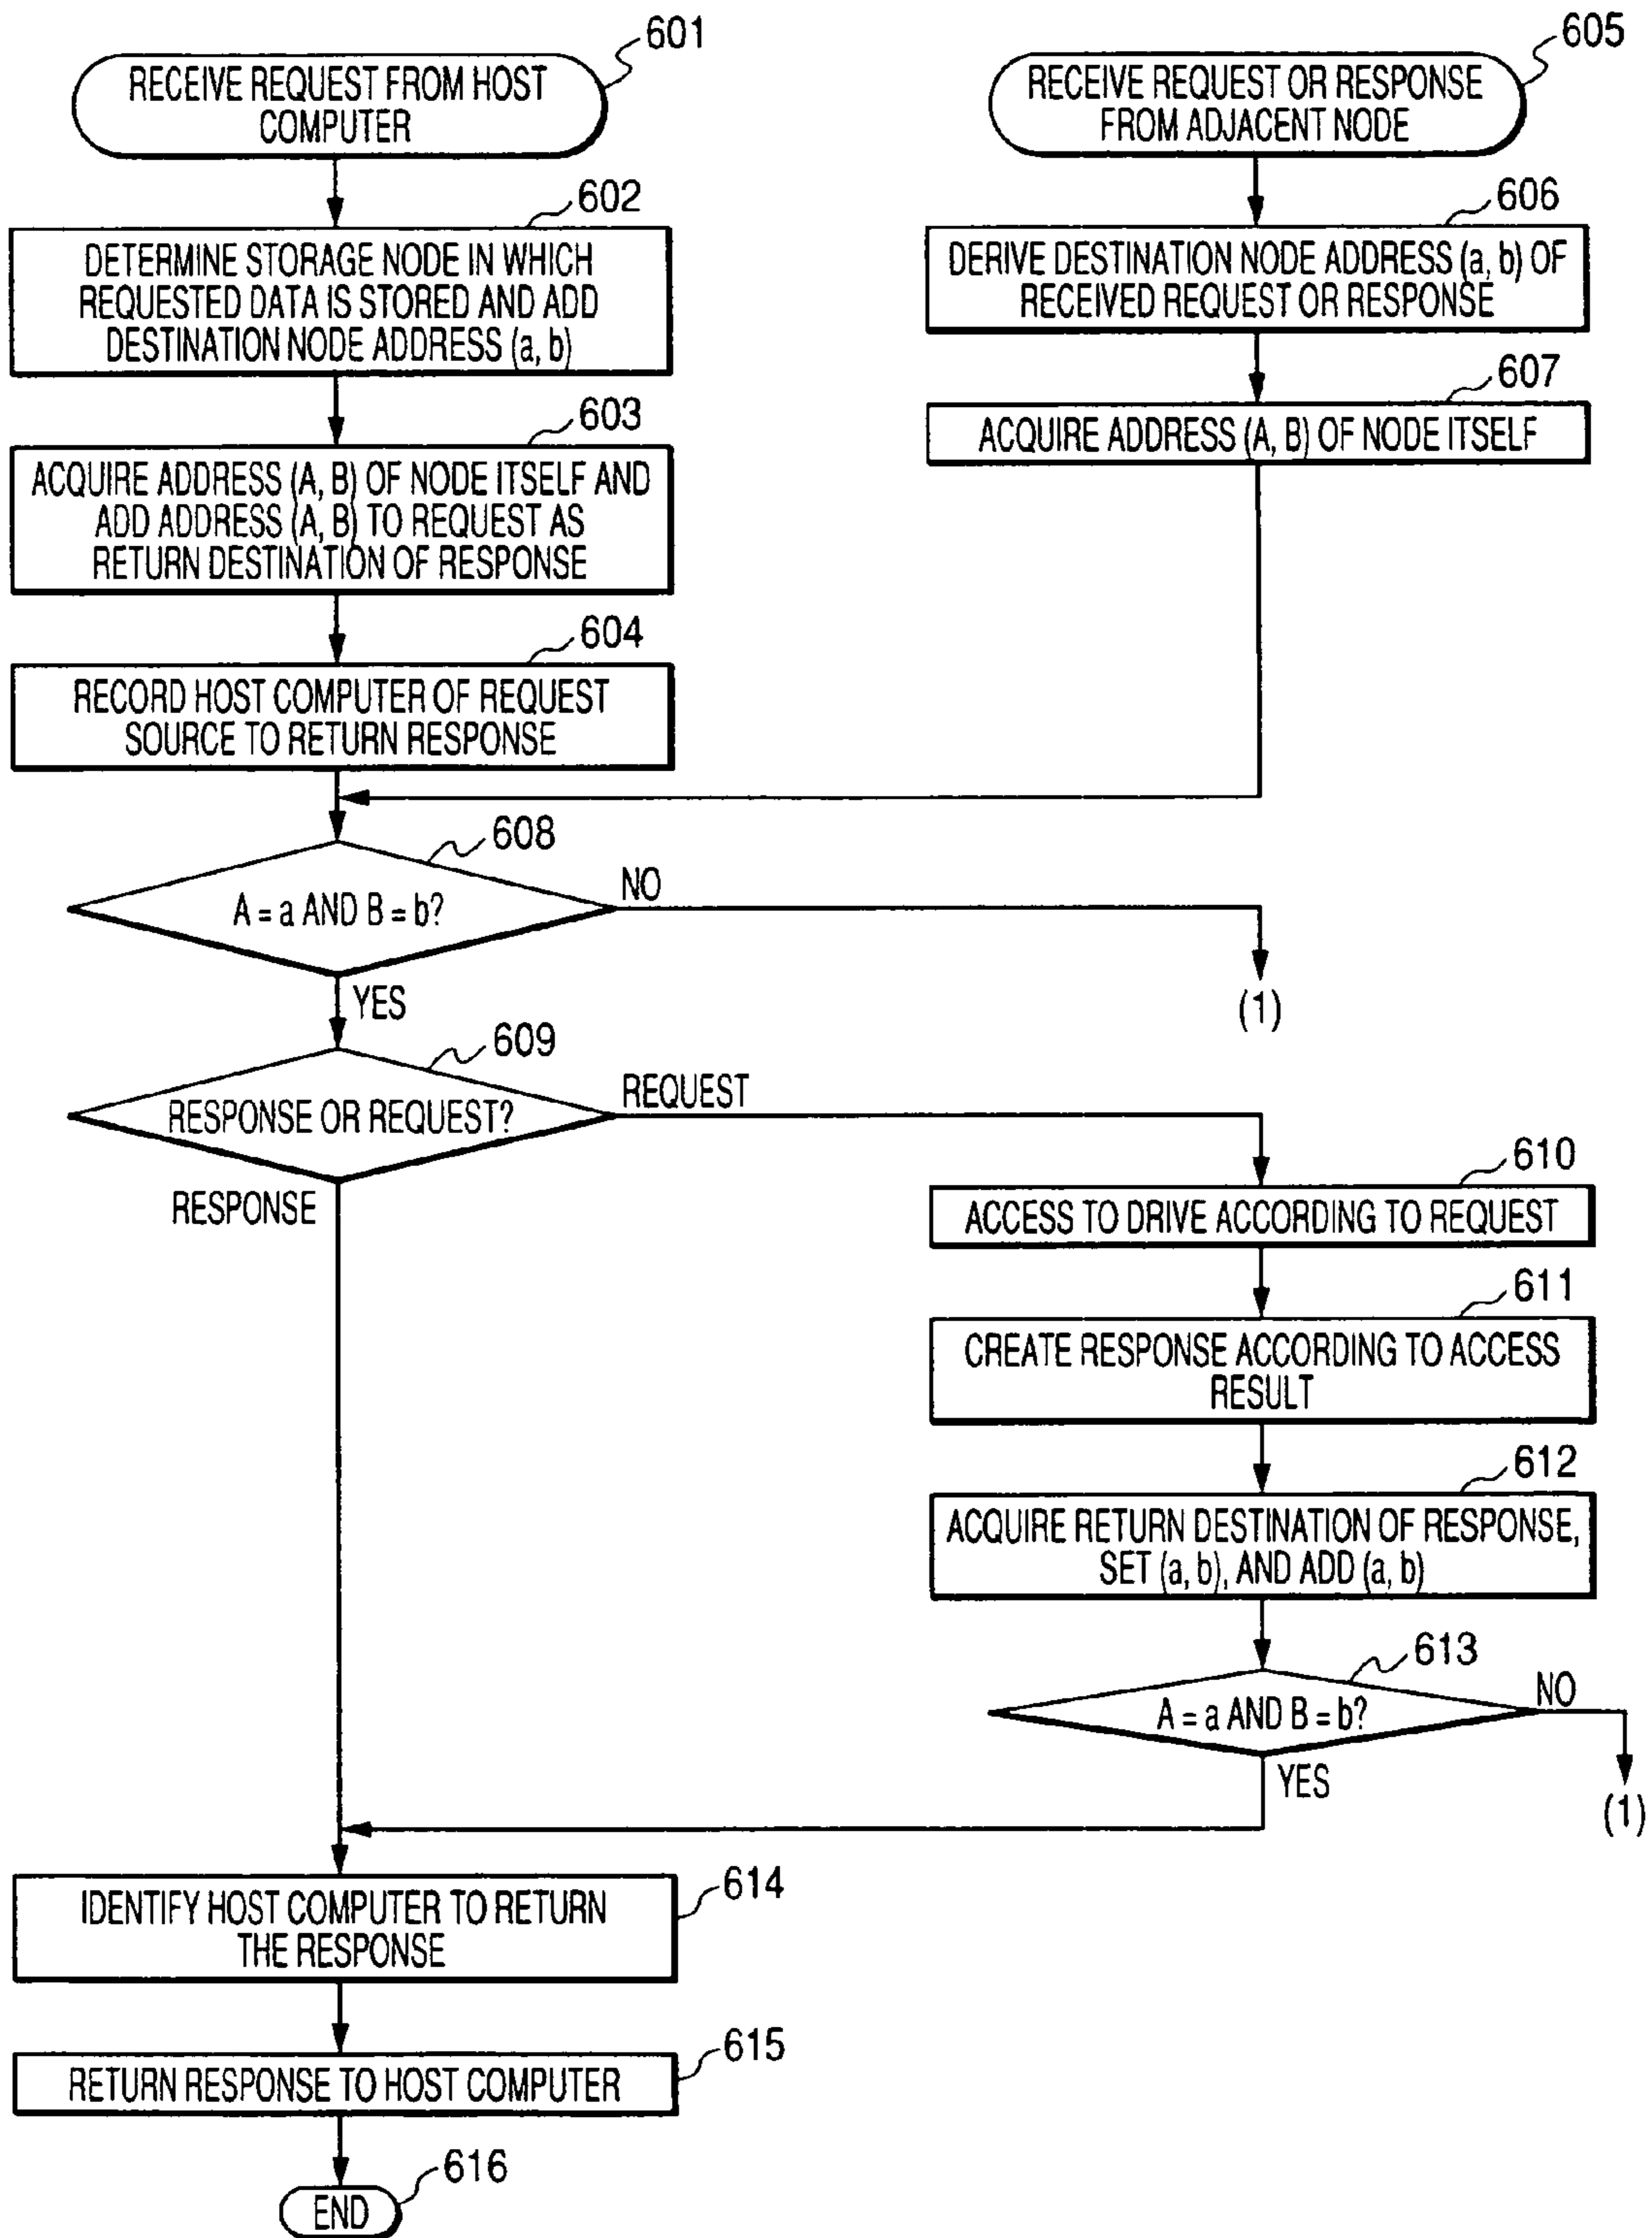 601
RECEIVE REQUEST FROM HOST
COMPUTER
602
DETERMINE STORAGE NODE IN WHICH
REQUESTED DATA IS STORED AND ADD
DESTINATION NODE ADDRESS (a, b)
603
ACQUIRE ADDRESS (A, B) OF NODE ITSELF AND
ADD ADDRESS (A, B) TO REQUEST AS
RETURN DESTINATION OF RESPONSE
604
RECORD HOST COMPUTER OF REQUEST
SOURCE TO RETURN RESPONSE
605
RECEIVE REQUEST OR RESPONSE
FROM ADJACENT NODE
606
DERIVE DESTINATION NODE ADDRESS (a, b) OF
RECEIVED REQUEST OR RESPONSE
607
ACQUIRE ADDRESS (A, B) OF NODE ITSELF
608
A = a AND B = b?
NO
(1)
YES
609
RESPONSE OR REQUEST?
REQUEST
RESPONSE
610
ACCESS TO DRIVE ACCORDING TO REQUEST
611
CREATE RESPONSE ACCORDING TO ACCESS
RESULT
612
ACQUIRE RETURN DESTINATION OF RESPONSE,
SET (a, b), AND ADD (a, b)
613
A = a AND B = b?
NO
(1)
YES
614
IDENTIFY HOST COMPUTER TO RETURN
THE RESPONSE
615
RETURN RESPONSE TO HOST COMPUTER
616
END